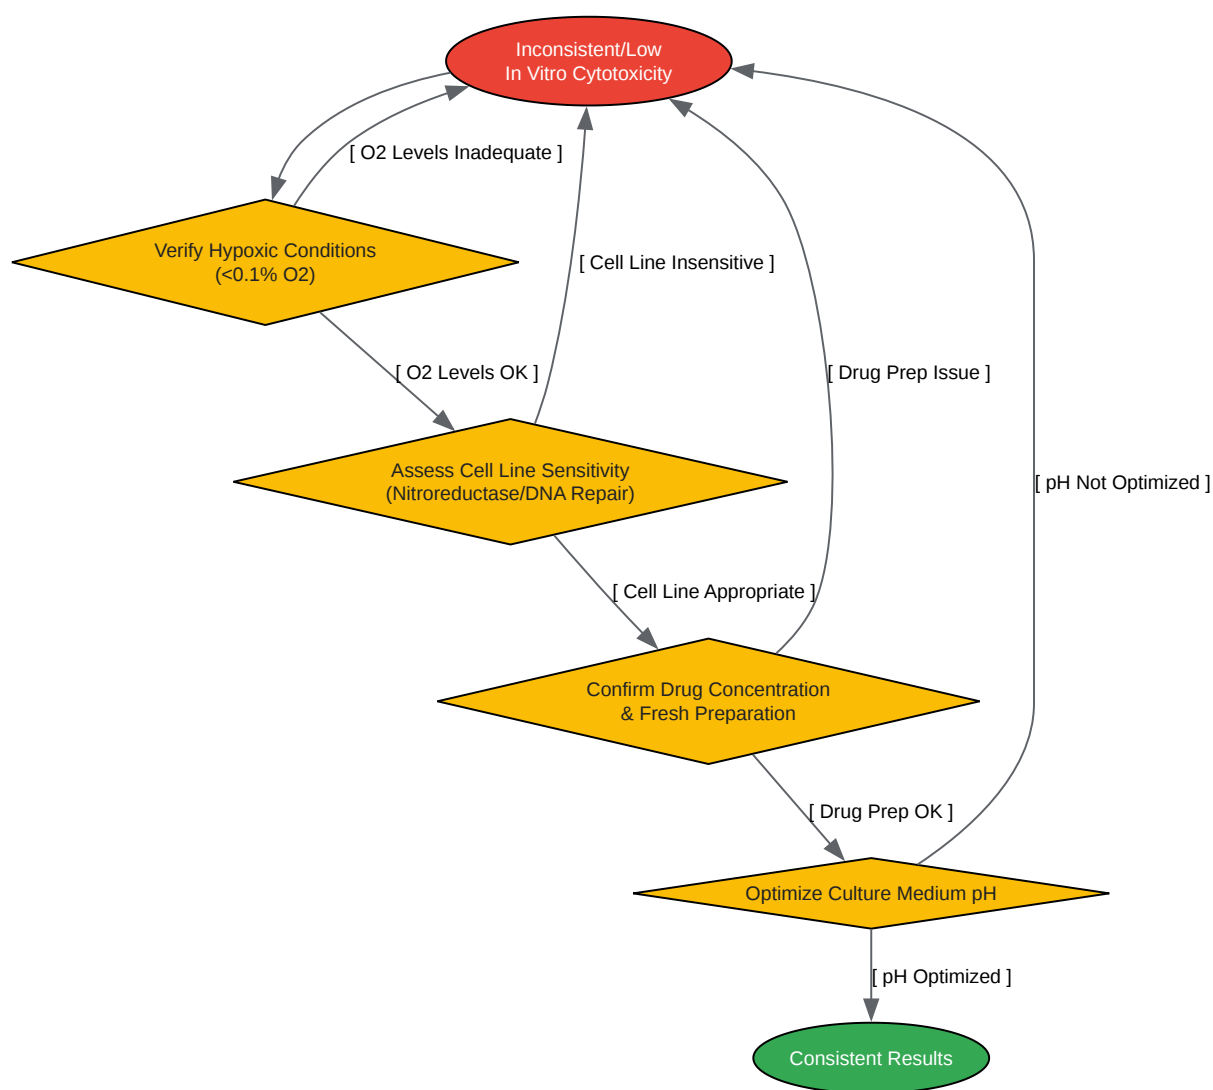 Inconsistent/Low
In Vitro Cytotoxicity
[ O2 Levels Inadequate ]
Verify Hypoxic Conditions
(<0.1% O2)
[ Cell Line Insensitive ]
[ O2 Levels OK ]
[ Drug Prep Issue ]
Assess Cell Line Sensitivity
(Nitroreductase/DNA Repair)
[ pH Not Optimized ]
[ Cell Line Appropriate ]
Confirm Drug Concentration
& Fresh Preparation
[ Drug Prep OK ]
Optimize Culture Medium pH
[ pH Optimized ]
Consistent Results